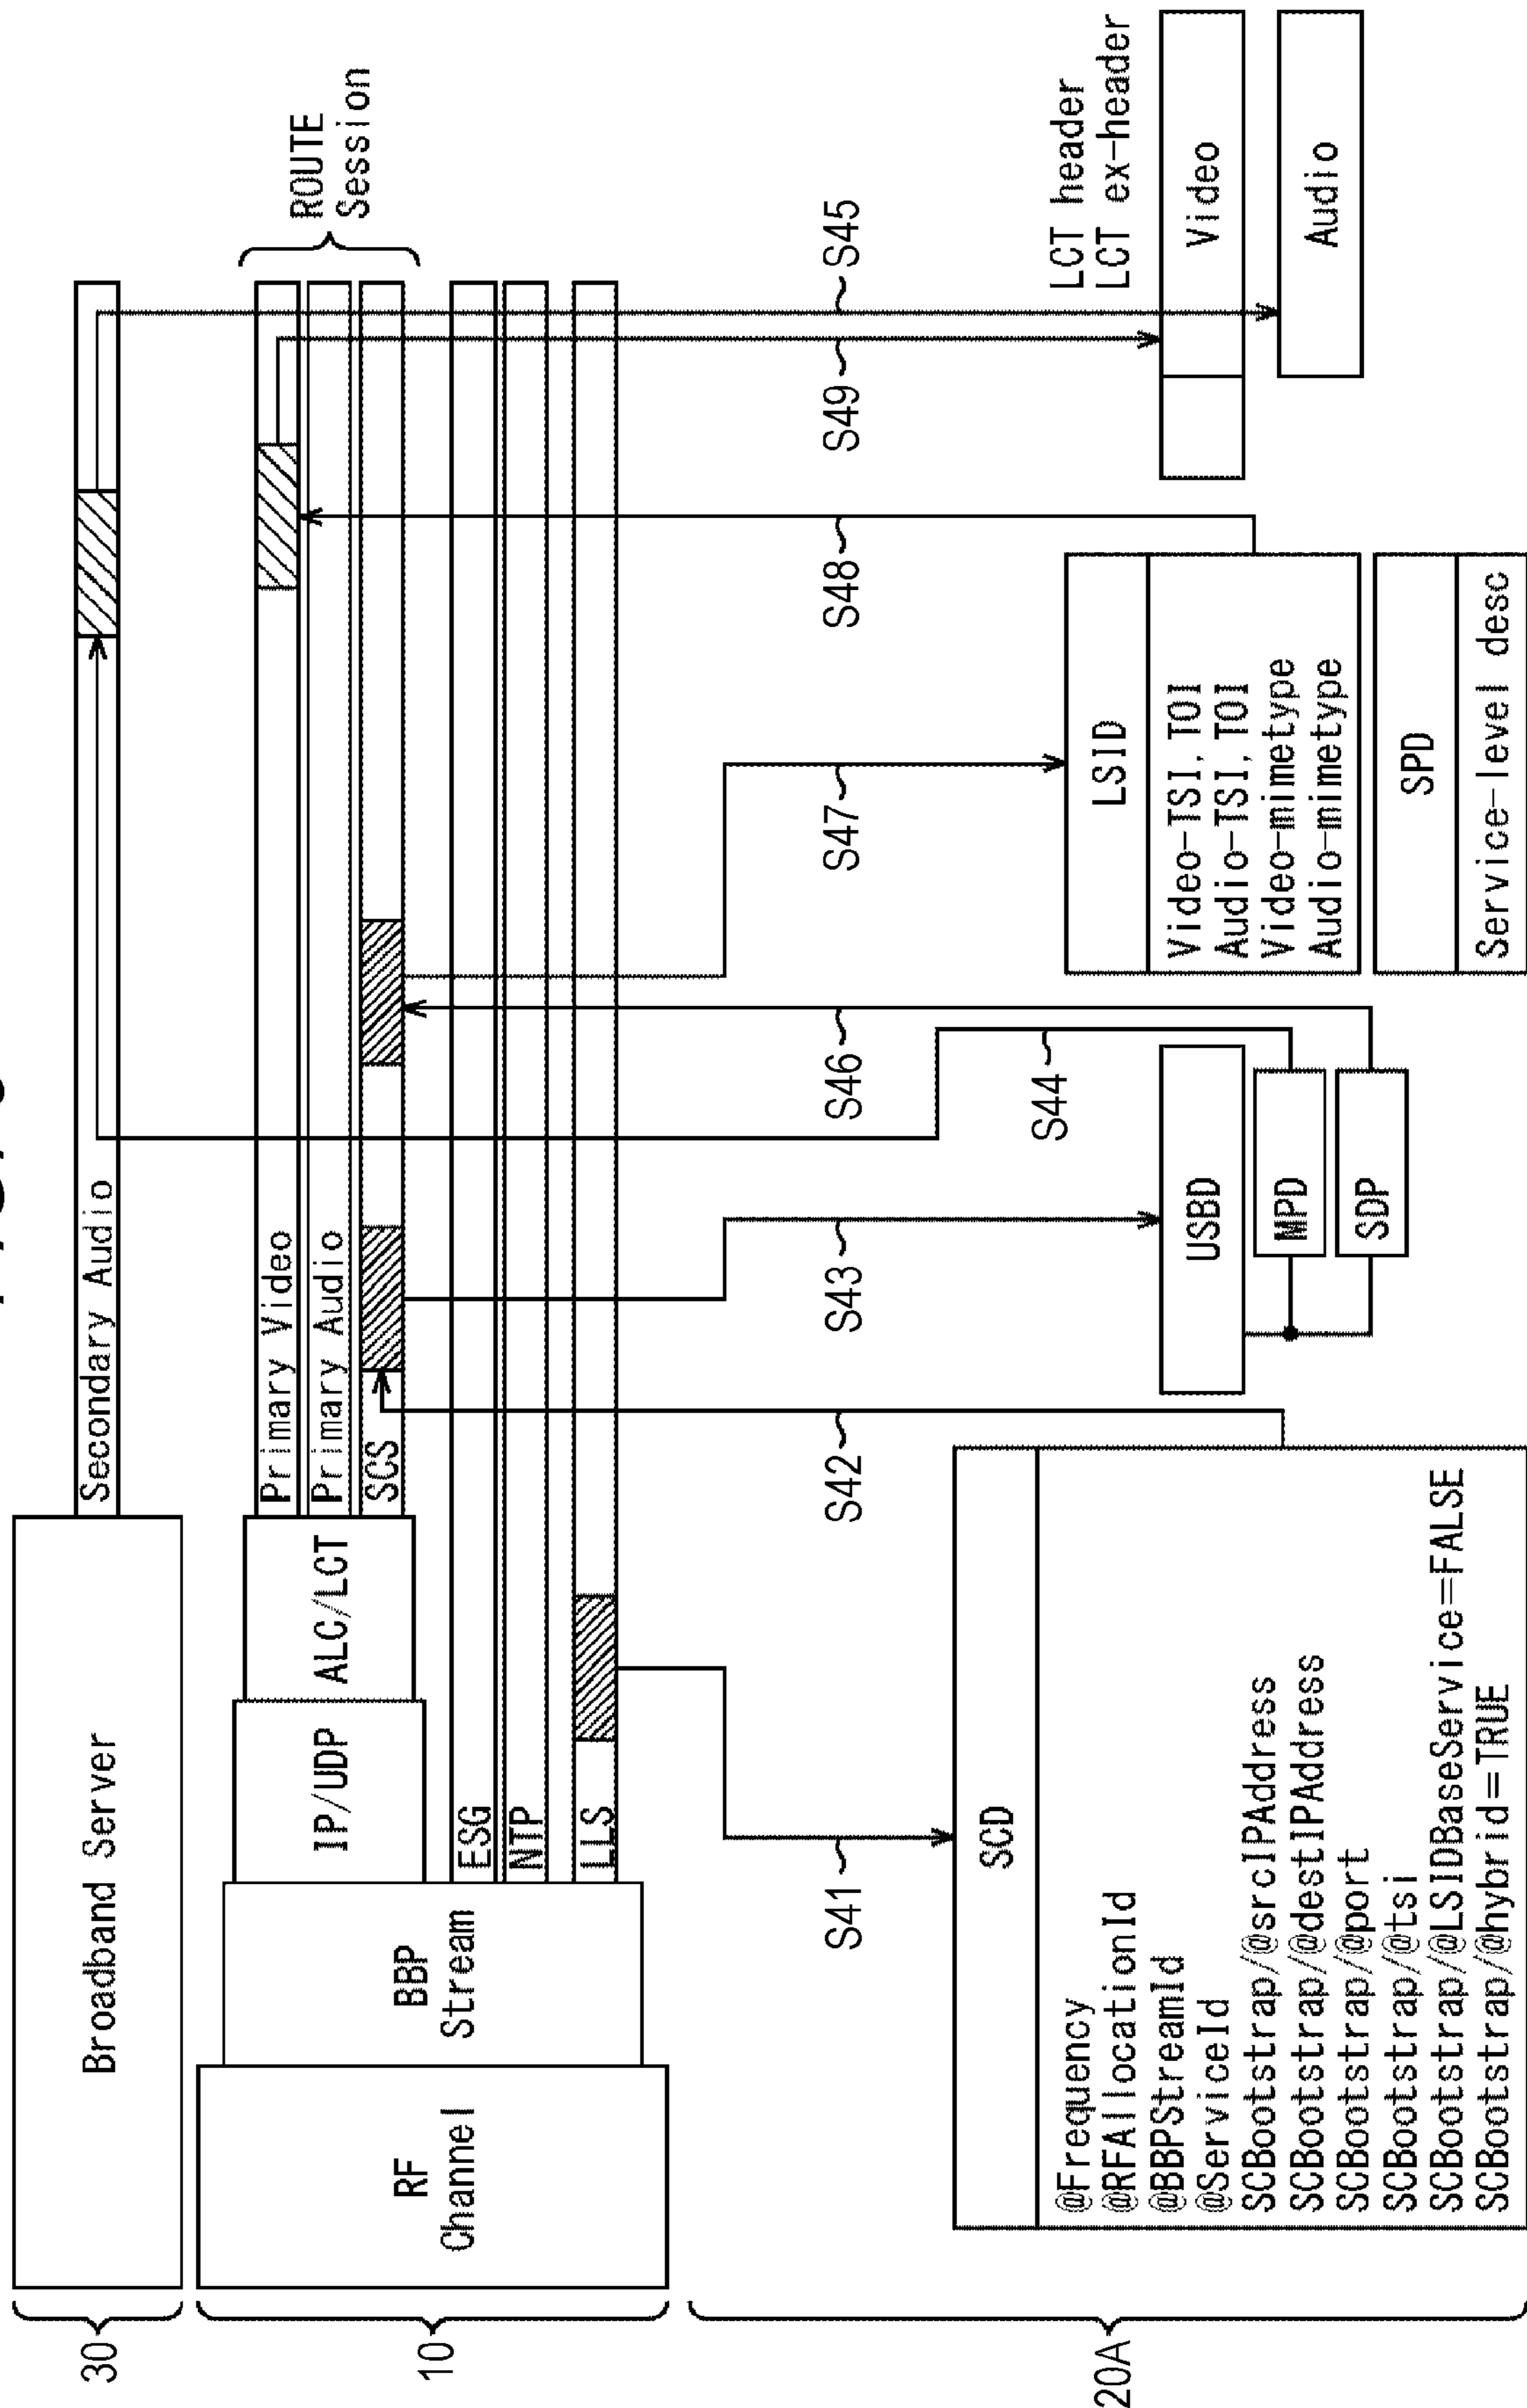 30
Broadband Server
Secondary Audio
10
RF
Channel
BBP
Stream
IP/UDP
ALC/LCT
Primary Video
Primary Audio
SCS
ESG
NTP
LLS
ROUTE
Session
S41
S42
S43
S44
S46
S47
S48
S49
S45
20A
SCD
@Frequency
@RFAllocationId
@BBPStreamId
@ServiceId
SCBootstrap/@srcIPAddress
SCBootstrap/@destIPAddress
SCBootstrap/@port
SCBootstrap/@tsi
SCBootstrap/@LSIDBaseService=FALSE
SCBootstrap/@hybrid=TRUE
USBD
MPD
SDP
LSID
Video-TSI, TOI
Audio-TSI, TOI
Video-mimetype
Audio-mimetype
SPD
Service-level desc
LCT header
LCT ex-header
Video
Audio